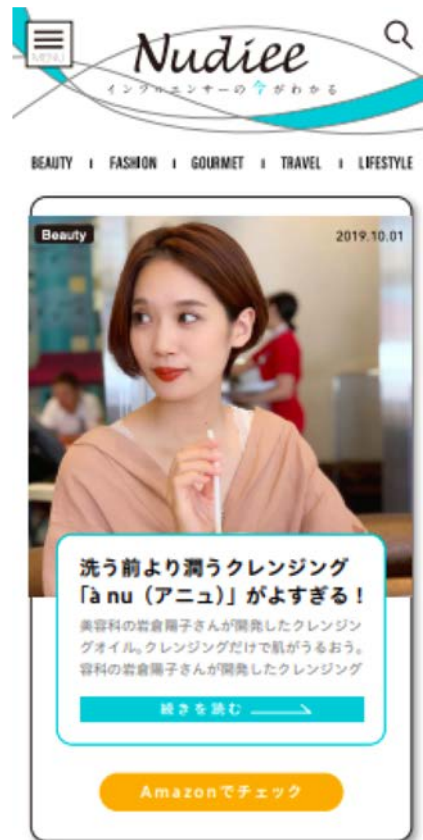 MENU
Nudiee
インフルエンサーの今がわかる
BEAUTY I FASHION I GOURMET I TRAVEL I LIFESTYLE
Beauty
2019.10.01
洗う前より潤うクレンジング
「à nu（アニュ）」がよすぎる！
美容科の岩倉陽子さんが開発したクレンジン
グオイル。クレンジングだけで肌がうるおう。
容科の岩倉陽子さんが開発したクレンジング
続きを読む
Amazonでチェック